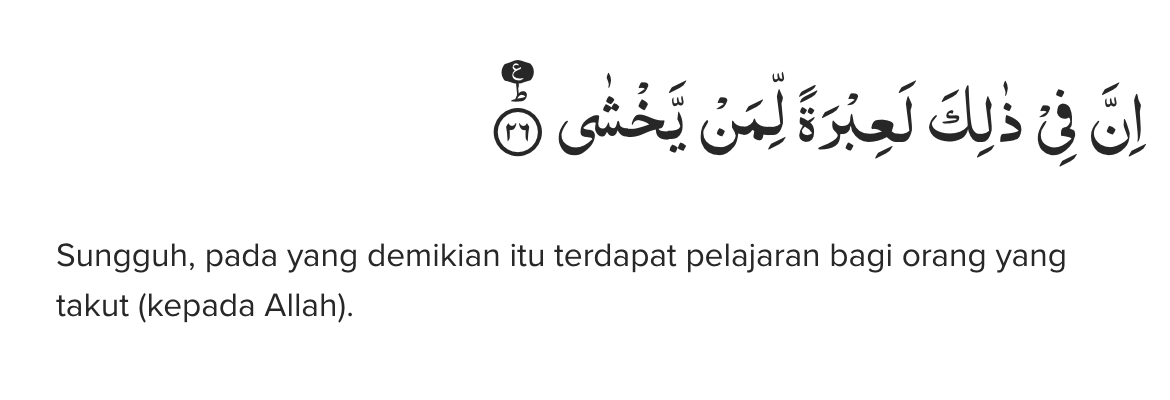 اِنَّ فِيْ ذٰلِكَ لَعِبْرَةً لِّمَنْ يَّخْشٰى ۗ ع ٢٦
Sungguh, pada yang demikian itu terdapat pelajaran bagi orang yang
takut (kepada Allah).